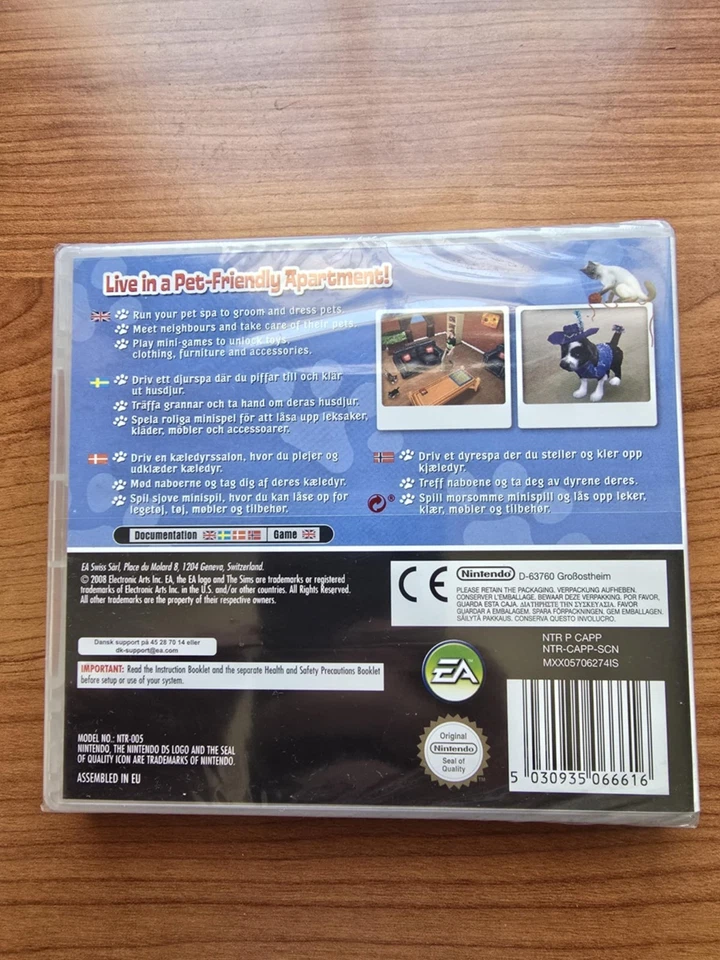 Live in a Pet-Friendly Apartment!
Run your pet spa to groom and dress pets.
Meet neighbours and take care of their pets.
Play mini-games to unlock toys,
clothing, furniture and accessories.
Driv ett djurspa där du piffar till och klär
ut husdjur.
Träffa grannar och ta hand om deras husdjur.
Spela roliga minispel för att låsa upp leksaker,
kläder, möbler och accessoarer.
Driv en kæledyrssalon, hvor du plejer og
udklæder kæledyr.
Mød naboerne og tag dig af deres kæledyr.
Spil sjove minispil, hvor du kan låse op for
legetøj, tøj, møbler og tilbehør.
Driv et dyrespa der du steller og kler opp
kjæledyr.
Treff naboene og ta deg av dyrene deres.
Spill morsomme minispill og lås opp leker,
klær, møbler og tilbehør.
®
Documentation
Game
EA Swiss Sàrl, Place du Molard 8, 1204 Geneva, Switzerland.
© 2008 Electronic Arts Inc. EA, the EA logo and The Sims are trademarks or registered
trademarks of Electronic Arts Inc. in the U.S. and/or other countries. All Rights Reserved.
All other trademarks are the property of their respective owners.
CE
Nintendo D-63760 Großostheim
PLEASE RETAIN THE PACKAGING. VERPACKUNG AUFHEBEN.
CONSERVER L'EMBALLAGE. BEWAAR DEZE VERPAKKING. POR FAVOR,
GUARDA ESTA CAJA. ΔΙΑΤΗΡΗΣΤΕ ΤΗΝ ΣΥΣΚΕΥΑΣΙΑ. FAVOR
GUARDAR A EMBALAGEM. SPARA FÖRPACKNINGEN. GEM EMBALLAGEN.
SÄILYTÄ PAKKAUS. CONSERVA QUESTO INVOLUCRO.
NTR P CAPP
NTR-CAPP-SCN
MXX05706274IS
Dansk support på 45 28 70 14 eller
dk-support@ea.com
IMPORTANT: Read the Instruction Booklet and the separate Health and Safety Precautions Booklet
before setup or use of your system.
EA
MODEL NO.: NTR-005
NINTENDO, THE NINTENDO DS LOGO AND THE SEAL
OF QUALITY ICON ARE TRADEMARKS OF NINTENDO.
ASSEMBLED IN EU
Original
Nintendo
Seal of
Quality
TM
5 030935 066616